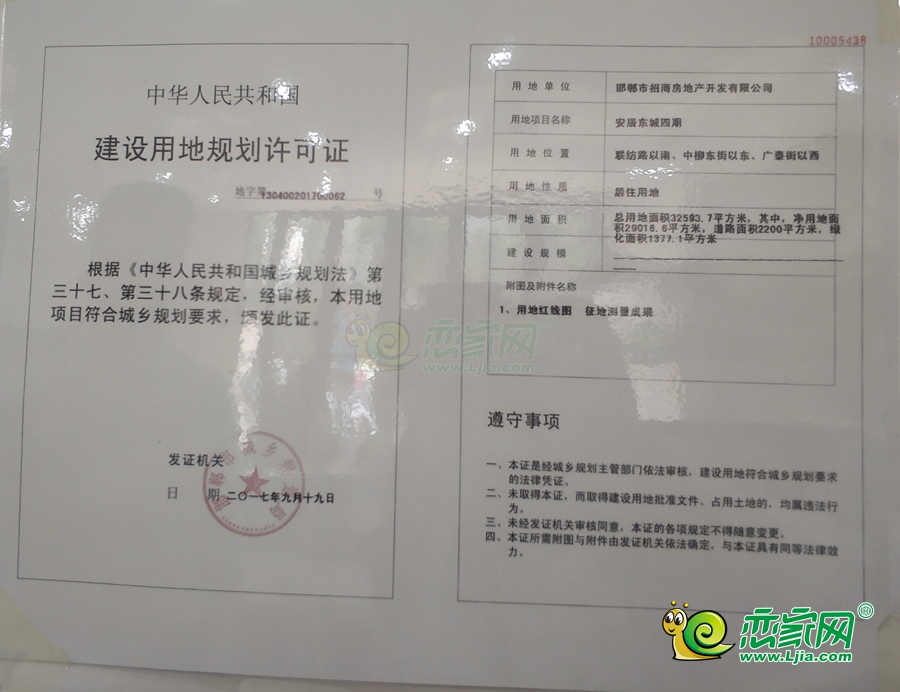 中华人民共和国
建设用地规划许可证
地字第130400201700062 号
根据《中华人民共和国城乡规划法》第
三十七、第三十八条规定，经审核，本用地
项目符合城乡规划要求，颁发此证。
发证机关
日 期 二〇一七年九月十九日
10005438
用地单位 邯郸市招商房地产开发有限公司
用地项目名称 安居东城四期
用地位置 联纺路以南、中柳东街以东、广泰街以西
用地性质 居住用地
用地面积 总用地面积32593.7平方米，其中，净用地面
积29016.6平方米，道路面积2200平方米，绿
化面积1377.1平方米
建设规模
附图及附件名称
1、用地红线图 征地测量成果
遵守事项
一、本证是经城乡规划主管部门依法审核，建设用地符合城乡规划要求
的法律凭证。
二、未取得本证，而取得建设用地批准文件、占用土地的，均属违法行
为。
三、未经发证机关审核同意，本证的各项规定不得随意变更。
四、本证所需附图与附件由发证机关依法确定，与本证具有同等法律效
力。
恋家网
www.Ljia.com
恋家网®
www.Ljia.com